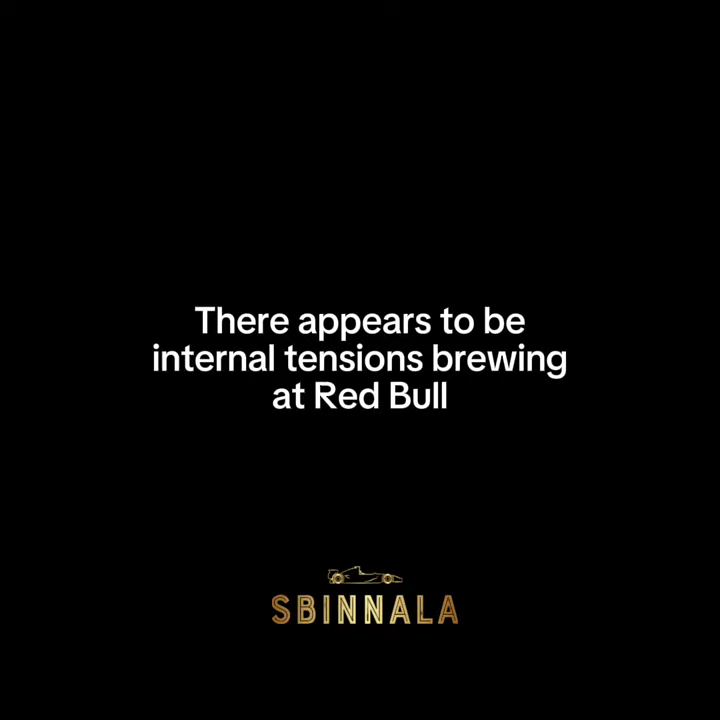 There appears to be
internal tensions brewing
at Red Bull
SBINNALA